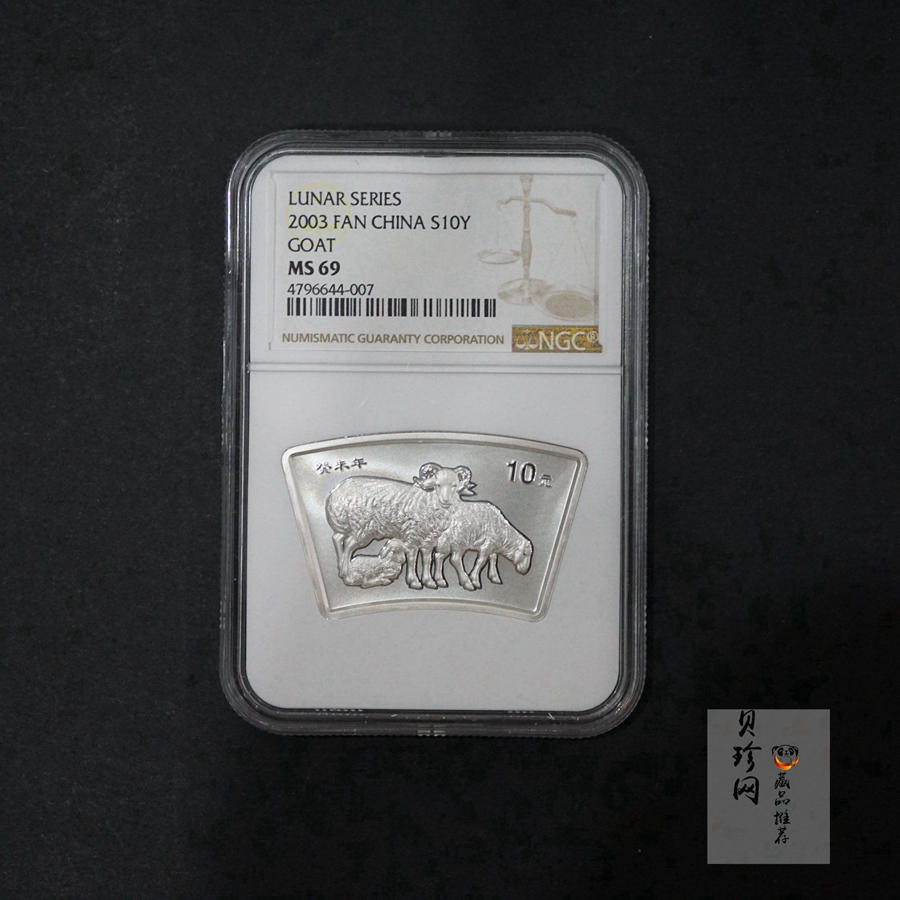 LUNAR SERIES
2003 FAN CHINA S10Y
GOAT
MS 69
4796644-007
NUMISMATIC GUARANTY CORPORATION
NGC®
癸未年
10元
贝珍网
藏品推荐